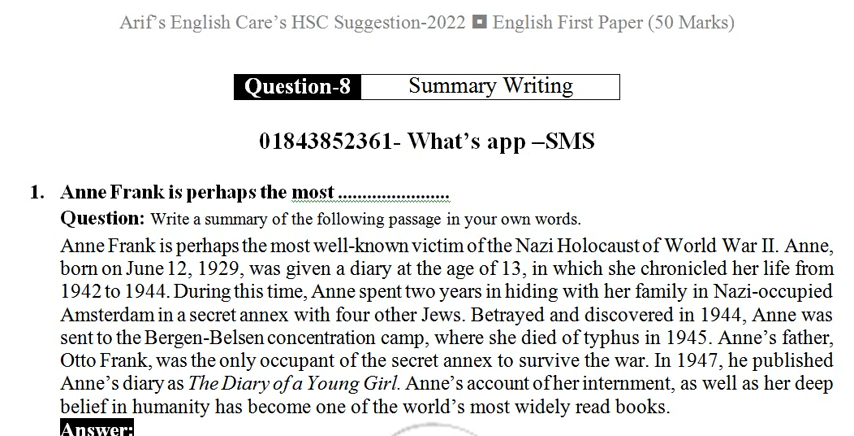 Arif's English Care's HSC Suggestion-2022 ◘ English First Paper (50 Marks)
Question-8 Summary Writing
01843852361- What's app –SMS
1. Anne Frank is perhaps the most .......................
Question: Write a summary of the following passage in your own words.
Anne Frank is perhaps the most well-known victim of the Nazi Holocaust of World War II. Anne,
born on June 12, 1929, was given a diary at the age of 13, in which she chronicled her life from
1942 to 1944. During this time, Anne spent two years in hiding with her family in Nazi-occupied
Amsterdam in a secret annex with four other Jews. Betrayed and discovered in 1944, Anne was
sent to the Bergen-Belsen concentration camp, where she died of typhus in 1945. Anne's father,
Otto Frank, was the only occupant of the secret annex to survive the war. In 1947, he published
Anne's diary as The Diary of a Young Girl. Anne's account of her internment, as well as her deep
belief in humanity has become one of the world's most widely read books.
Answer: